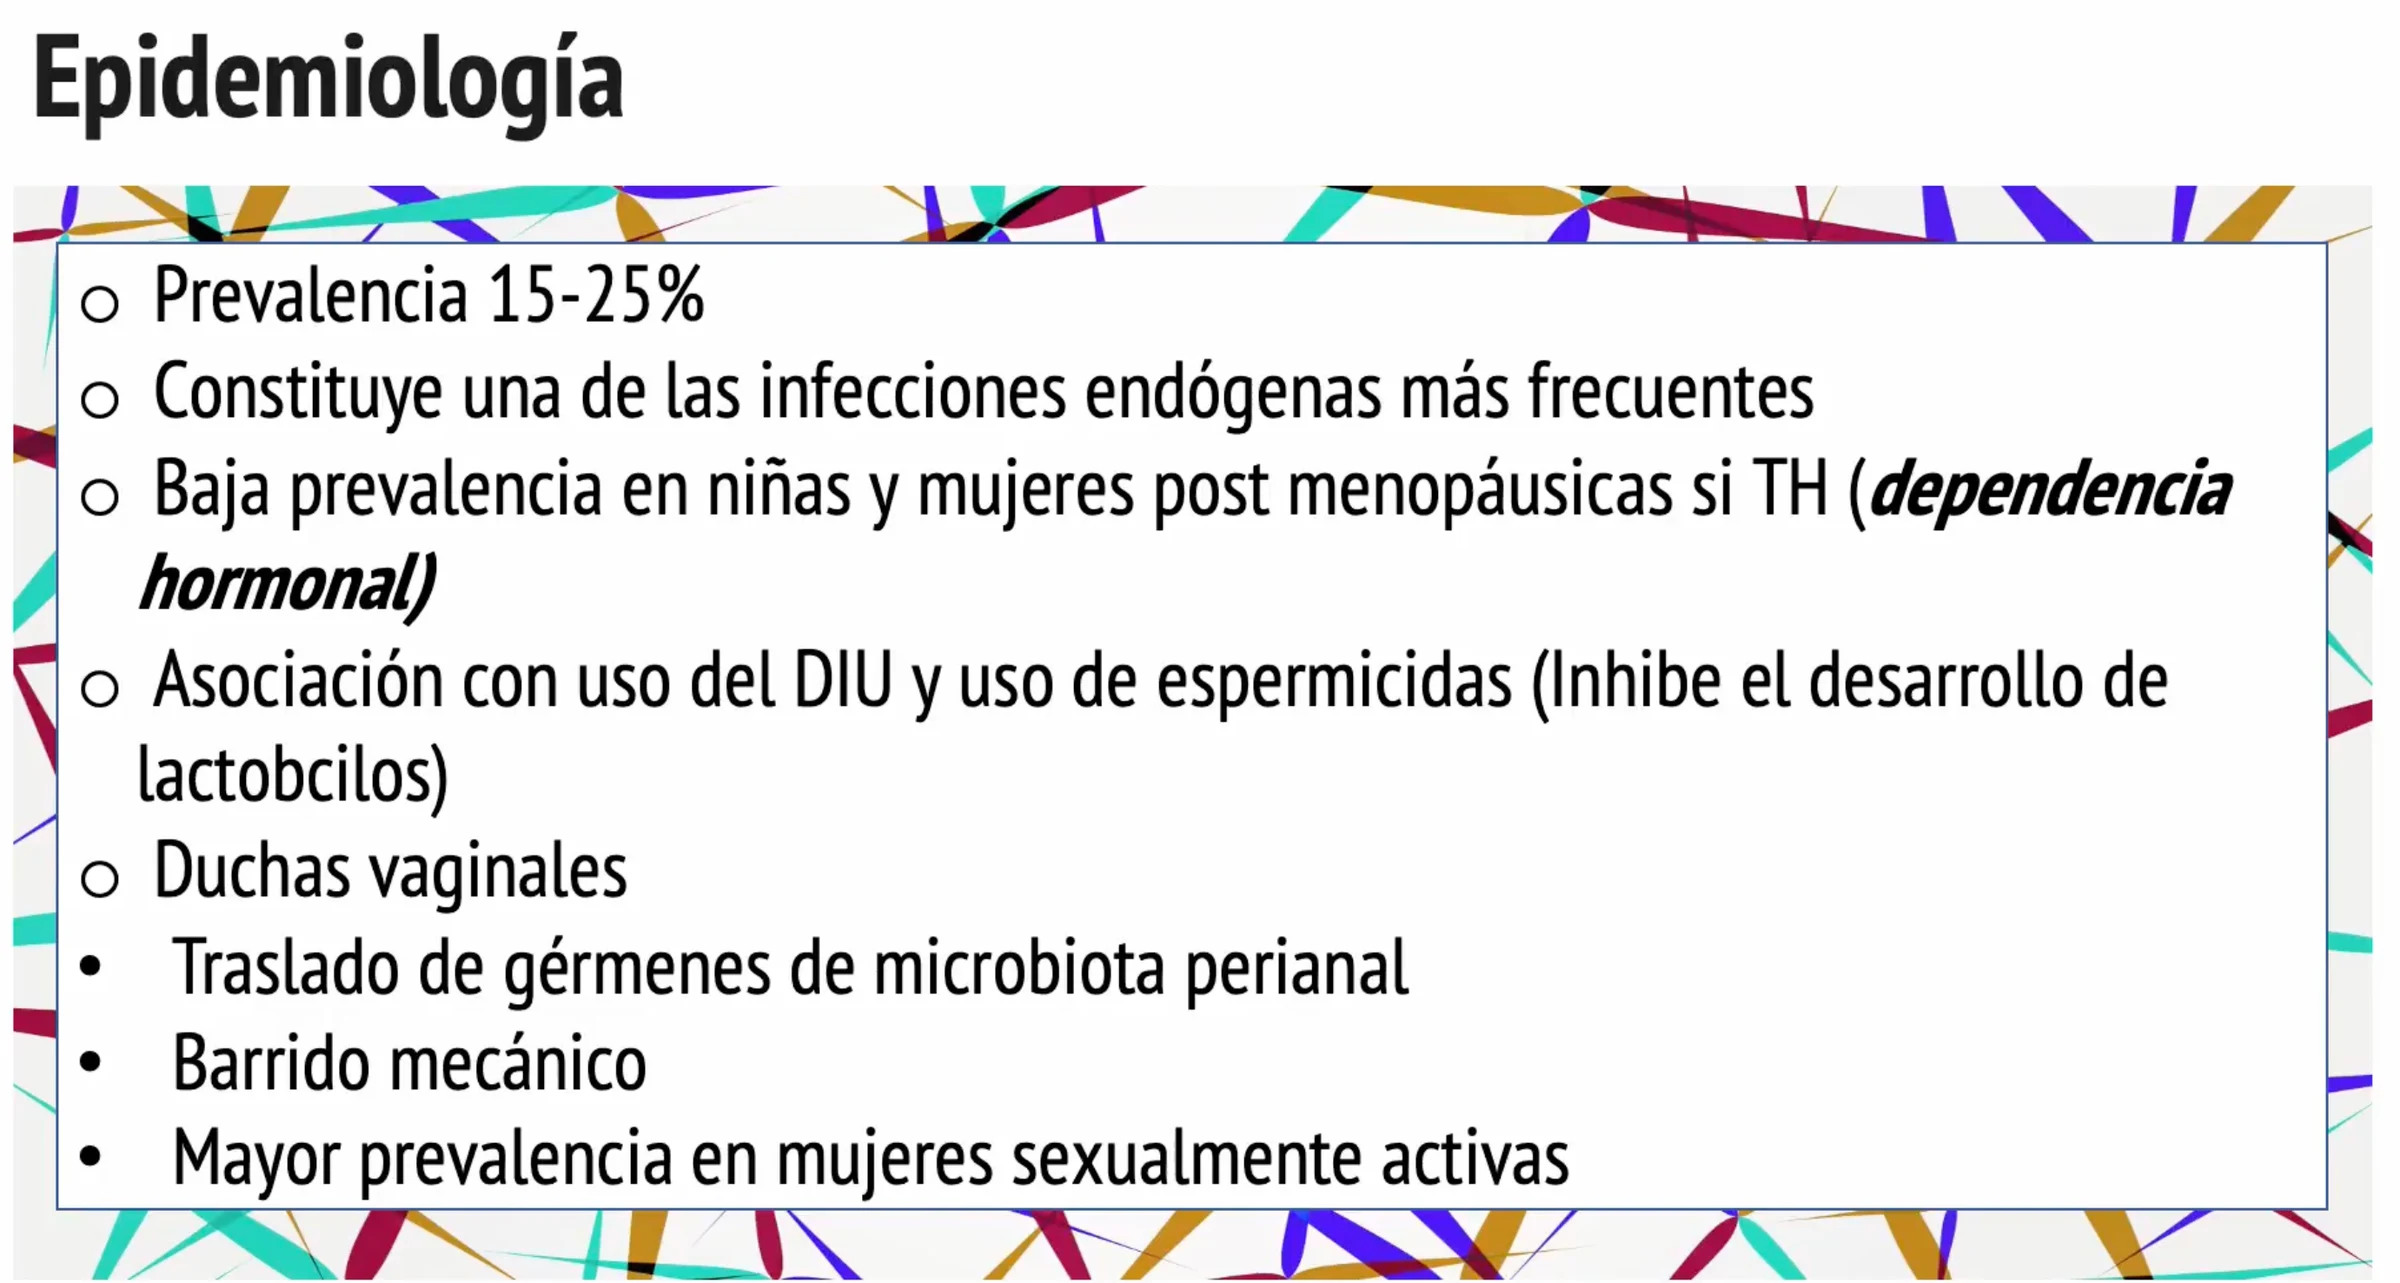 Epidemiología
o Prevalencia 15-25%
o Constituye una de las infecciones endógenas más frecuentes
o Baja prevalencia en niñas y mujeres post menopáusicas si TH (dependencia
hormonal)
o Asociación con uso del DIU y uso de espermicidas (Inhibe el desarrollo de
lactobcilos)
o Duchas vaginales
• Traslado de gérmenes de microbiota perianal
• Barrido mecánico
• Mayor prevalencia en mujeres sexualmente activas